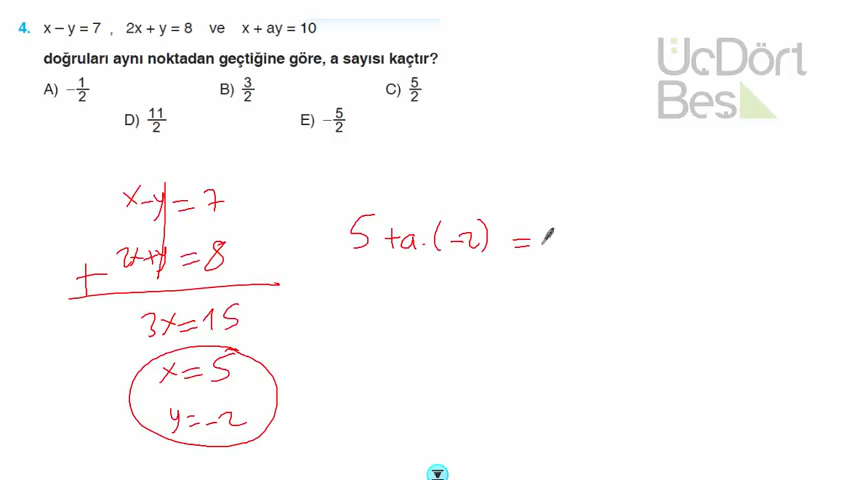 4. x – y = 7 , 2x + y = 8 ve x + ay = 10
doğruları aynı noktadan geçtiğine göre, a sayısı kaçtır?
A) –1/2 B) 3/2 C) 5/2
D) 11/2 E) –5/2
ÜçDört
Beş
x–y = 7
2x+y = 8
+
3x = 15
x = 5
y = –2
5 + a.(–2) =